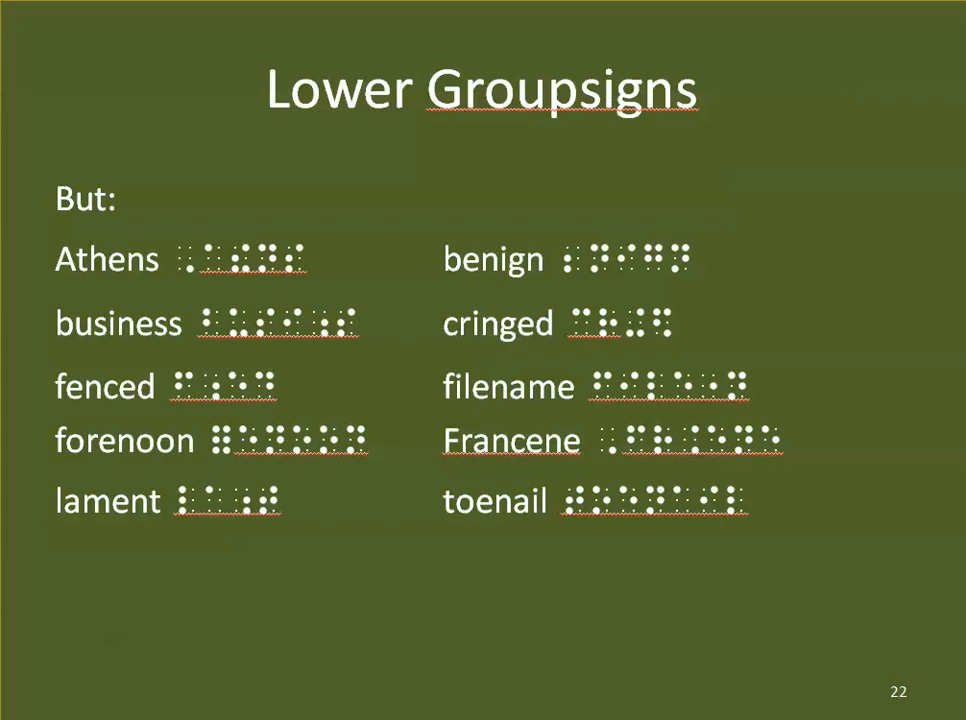 Lower Groupsigns
But:
Athens ⠠⠁⠮⠝⠎ benign ⠆⠝⠊⠛⠝
business ⠃⠥⠎⠊⠰⠎ cringed ⠉⠗⠬⠫
fenced ⠋⠰⠑⠙ filename ⠋⠊⠇⠑⠐⠝
forenoon ⠿⠑⠝⠕⠕⠝ Francene ⠠⠋⠗⠨⠑⠝⠑
lament ⠇⠁⠰⠞ toenail ⠞⠕⠑⠝⠁⠊⠇
22